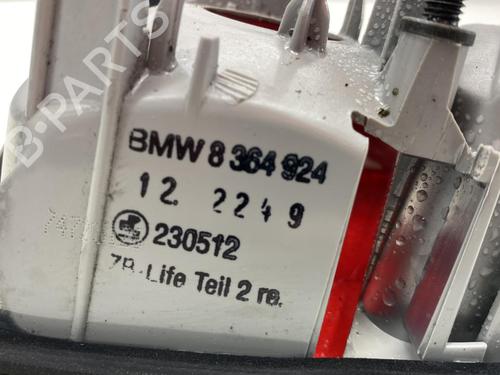 B-PARTS
BMW 8 364 924
12. 2249
230512
ZB-Life Teil 2 re.